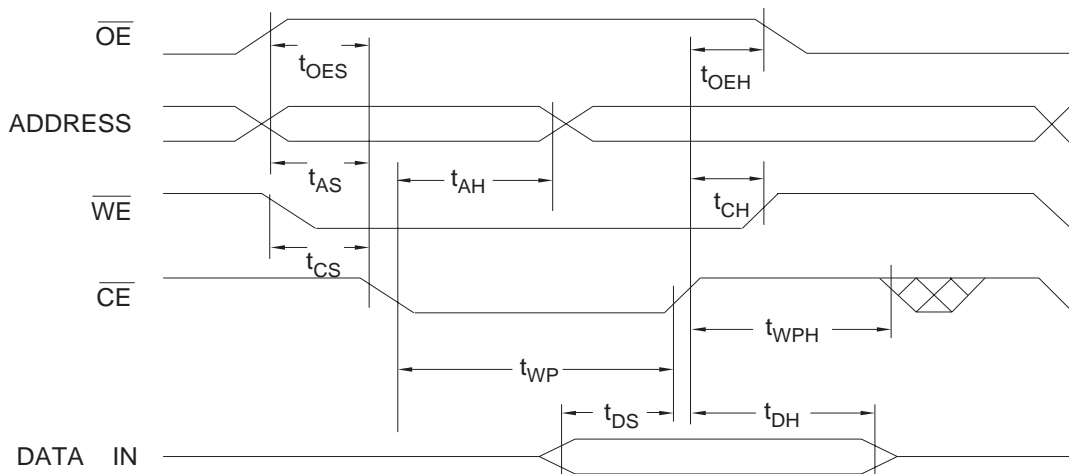 OE
tOES
tOEH
ADDRESS
tAS
tAH
tCH
WE
tCS
CE
tWPH
tWP
tDS
tDH
DATA IN